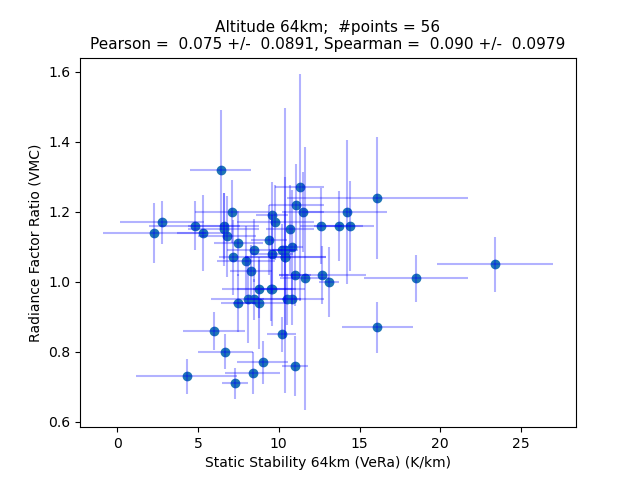 Altitude 64km;  #points = 56
Pearson =  0.075 +/-  0.0891, Spearman =  0.090 +/-  0.0979
1.6
1.4
1.2
1.0
0.8
0.6
Radiance Factor Ratio (VMC)
0 5 10 15 20 25
Static Stability 64km (VeRa) (K/km)